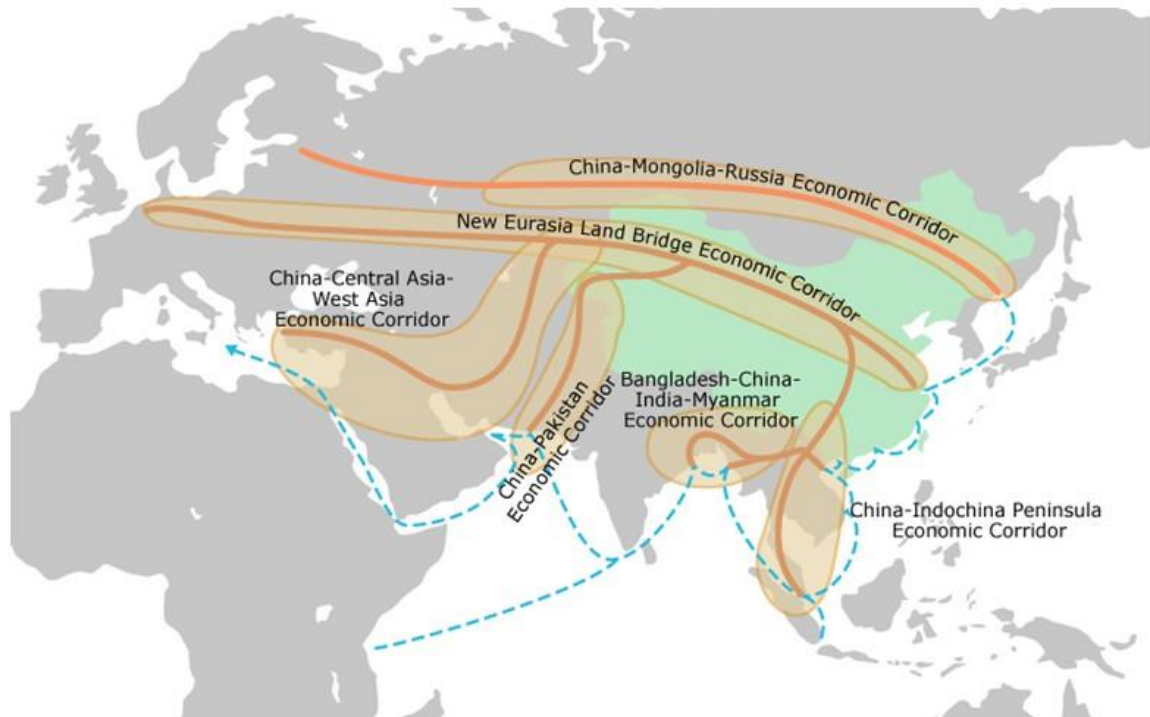 China-Mongolia-Russia Economic Corridor
New Eurasia Land Bridge Economic Corridor
China-Central Asia-
West Asia
Economic Corridor
China-Pakistan
Economic Corridor
Bangladesh-China-
India-Myanmar
Economic Corridor
China-Indochina Peninsula
Economic Corridor